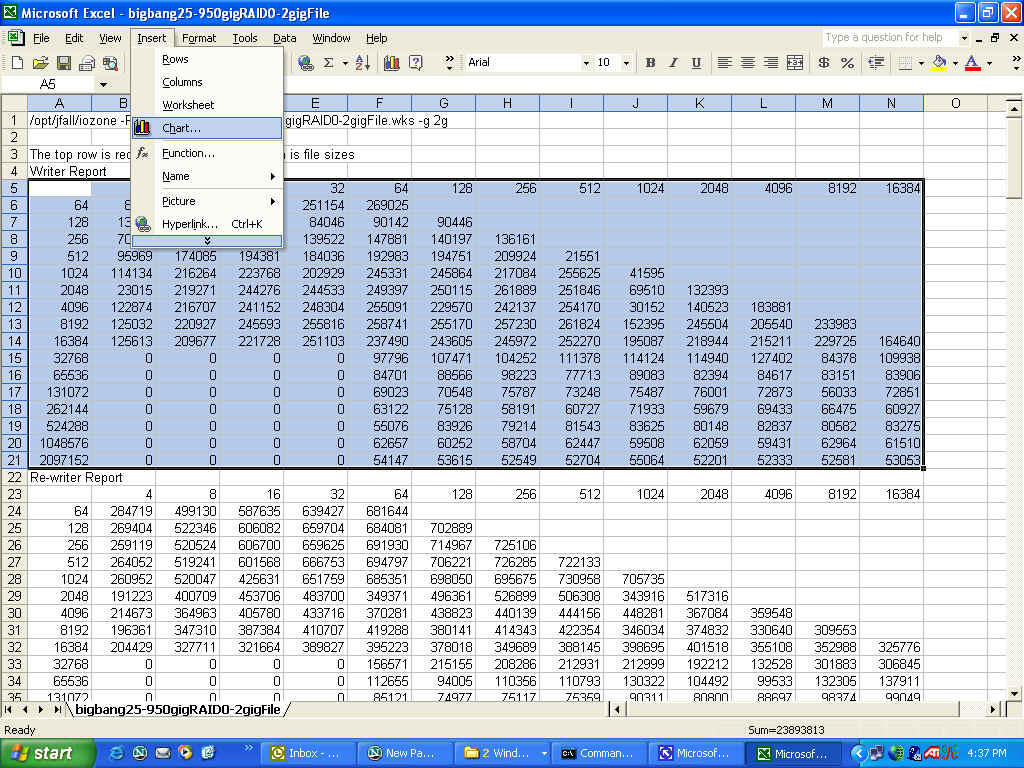 Microsoft Excel - bigbang25-950gigRAID0-2gigFile
File Edit View Insert Format Tools Data Window Help Type a question for help
Arial 10 B I U $ %
A5
Rows
Columns
Worksheet
Chart...
Function...
Name
Picture
Hyperlink... Ctrl+K
A B E F G H I J K L M N O
1 /opt/jfall/iozone gigRAID0-2gigFile.wks -g 2g
2
3 The top row is is file sizes
4 Writer Report
5 32 64 128 256 512 1024 2048 4096 8192 16384
6 64 251154 269025
7 128 84046 90142 90446
8 256 139522 147881 140197 136161
9 512 95969 174085 194381 184036 192983 194751 209924 21551
10 1024 114134 216264 223768 202929 245331 245864 217084 255625 41595
11 2048 23015 219271 244276 244533 249397 250115 261889 251846 69510 132393
12 4096 122874 216707 241152 248304 255091 229570 242137 254170 30152 140523 183881
13 8192 125032 220927 245593 255816 258741 255170 257230 261824 152395 245504 205540 233983
14 16384 125613 209677 221728 251103 237490 243605 245972 252270 195087 218944 215211 229725 164640
15 32768 0 0 0 0 97796 107471 104252 111378 114124 114940 127402 84378 109938
16 65536 0 0 0 0 84701 88566 98223 77713 89083 82394 84617 83151 83906
17 131072 0 0 0 0 69023 70548 75787 73248 75487 76001 72873 56033 72851
18 262144 0 0 0 0 63122 75128 58191 60727 71933 59679 69433 66475 60927
19 524288 0 0 0 0 55076 83926 79214 81543 83625 80148 82837 80582 83275
20 1048576 0 0 0 0 62657 60252 58704 62447 59508 62059 59431 62964 61510
21 2097152 0 0 0 0 54147 53615 52549 52704 55064 52201 52333 52581 53053
22 Re-writer Report
23 4 8 16 32 64 128 256 512 1024 2048 4096 8192 16384
24 64 284719 499130 587635 639427 681644
25 128 269404 522346 606082 659704 684081 702889
26 256 259119 520524 606700 659625 691930 714967 725106
27 512 264052 519241 601568 666753 694797 706221 726285 722133
28 1024 260952 520047 425631 651759 685351 698050 695675 730958 705735
29 2048 191223 400709 453706 483700 349371 496361 526899 506308 343916 517316
30 4096 214673 364963 405780 433716 370281 438823 440139 444156 448281 367084 359548
31 8192 196361 347310 387384 410707 419288 380141 414343 422354 346034 374832 330640 309553
32 16384 204429 327711 321664 389827 395223 378018 349689 388145 398695 401518 355108 352988 325776
33 32768 0 0 0 0 156571 215155 208286 212931 212999 192212 132528 301883 306845
34 65536 0 0 0 0 112655 94005 110356 110793 130322 104492 99533 132305 137911
35 131072 0 0 0 0 85121 74977 75117 75359 90311 80800 88697 98374 99049
bigbang25-950gigRAID0-2gigFile
Ready Sum=23893813
start Inbox - ... New Pa... 2 Wind... Comman... Microsof... Microsof... 4:37 PM